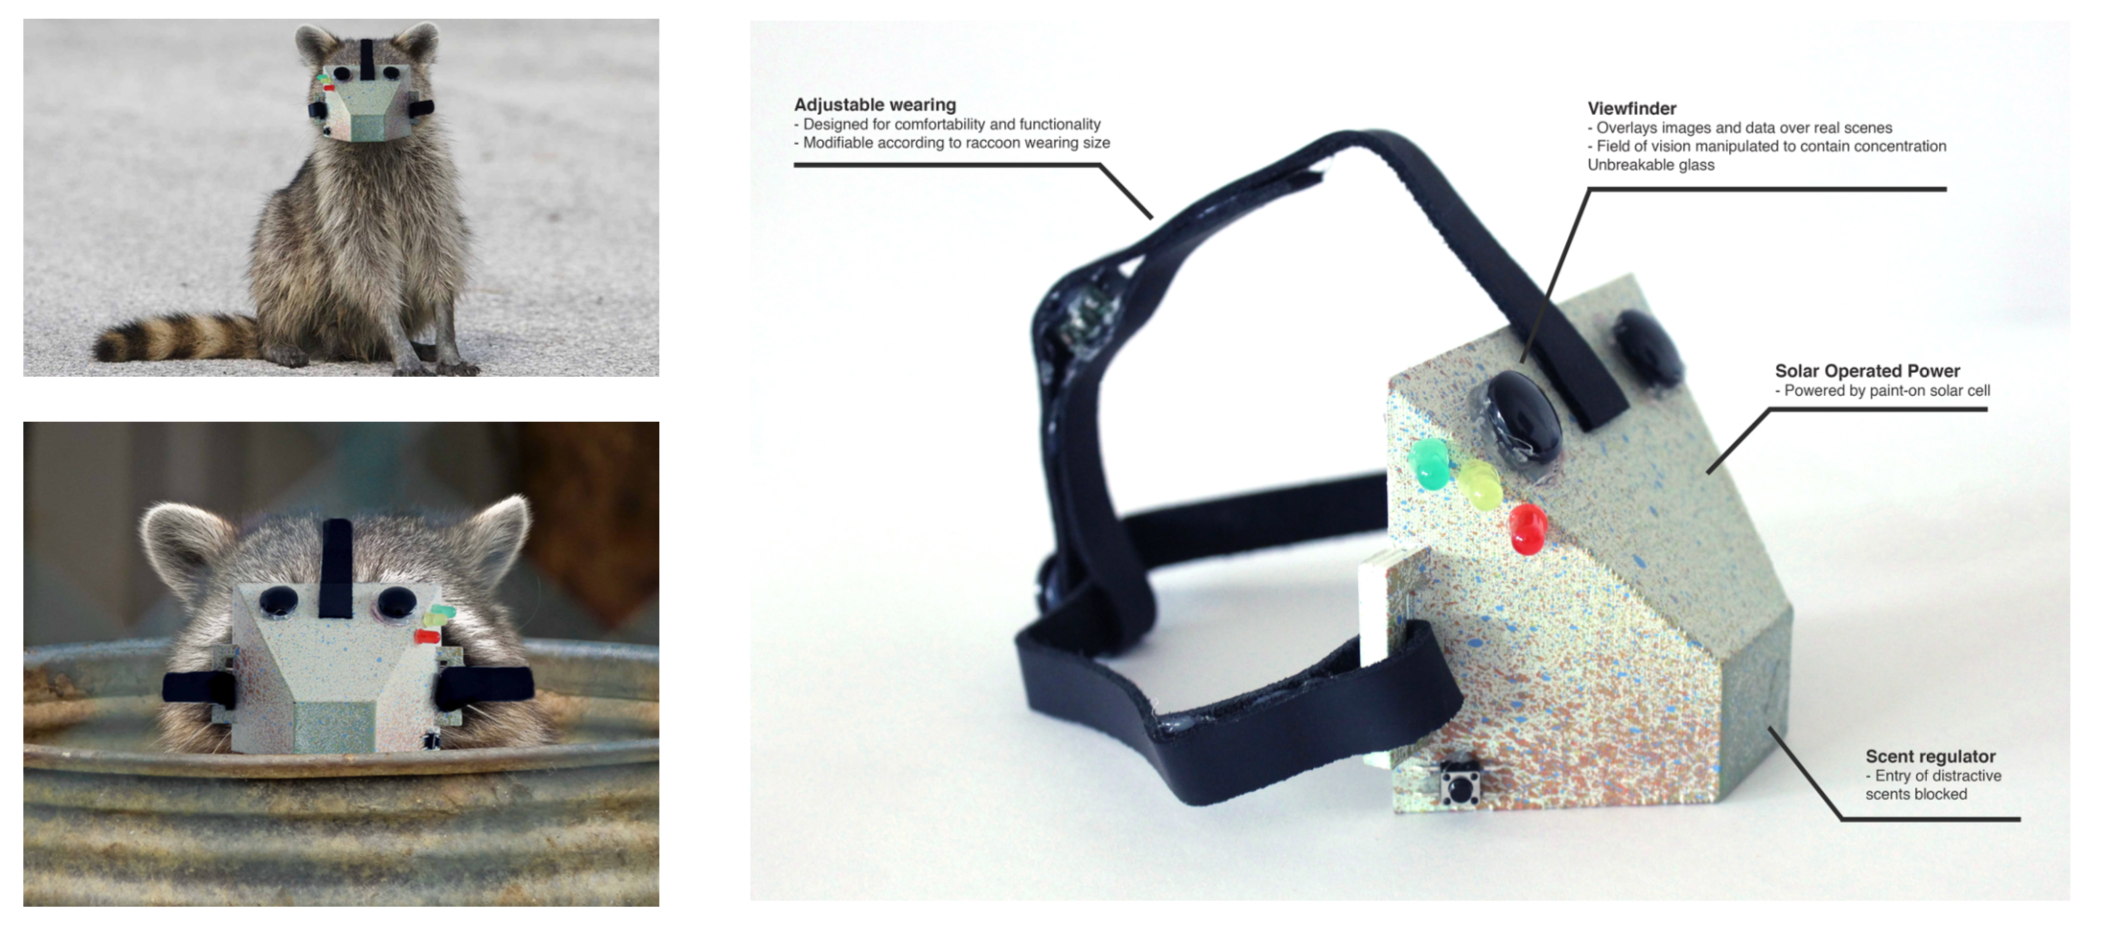 Adjustable wearing
- Designed for comfortability and functionality
- Modifiable according to raccoon wearing size
Viewfinder
- Overlays images and data over real scenes
- Field of vision manipulated to contain concentration
Unbreakable glass
Solar Operated Power
- Powered by paint-on solar cell
Scent regulator
- Entry of distractive
scents blocked